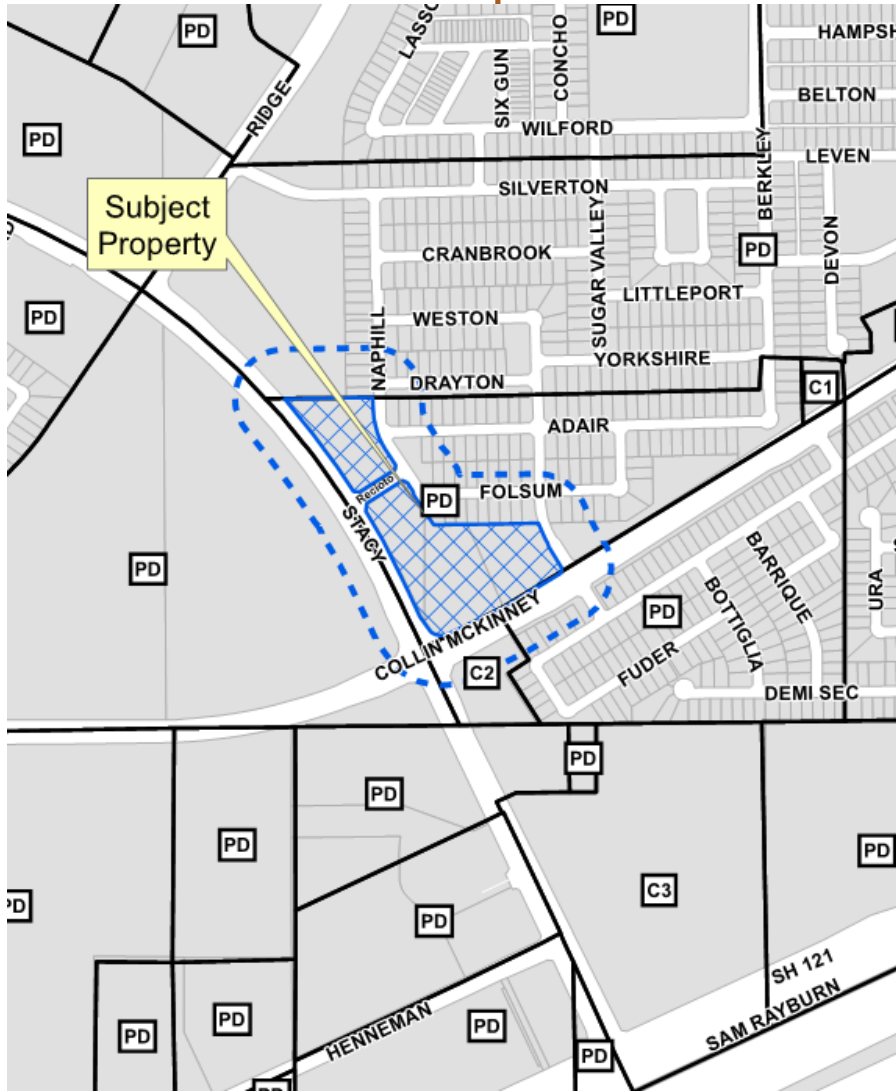 PD
PD
LASSO
SIX GUN
CONCHO
HAMPSH
BELTON
PD
RIDGE
WILFORD
BERKLEY
LEVEN
Subject
Property
SILVERTON
SUGAR VALLEY
CRANBROOK
PD
DEVON
LITTLEPORT
PD
WESTON
NAPHILL
YORKSHIRE
DRAYTON
C1
ADAIR
Recioto
PD
FOLSUM
STACY
PD
BARRIQUE
URA
BOTTIGLIA
PD
COLLIN MCKINNEY
FUDER
C2
DEMI SEC
PD
PD
PD
PD
C3
PD
PD
SH 121
SAM RAYBURN
PD
PD
PD
HENNEMAN
PD
PD